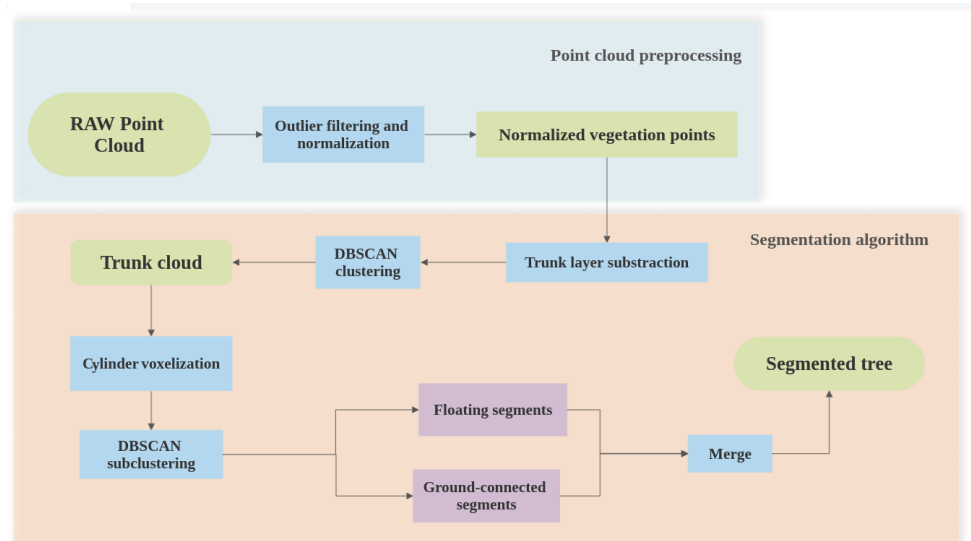 Point cloud preprocessing
RAW Point
Cloud
Outlier filtering and
normalization
Normalized vegetation points
Segmentation algorithm
Trunk cloud
DBSCAN
clustering
Trunk layer substraction
Cylinder voxelization
Segmented tree
Floating segments
DBSCAN
subclustering
Merge
Ground-connected
segments